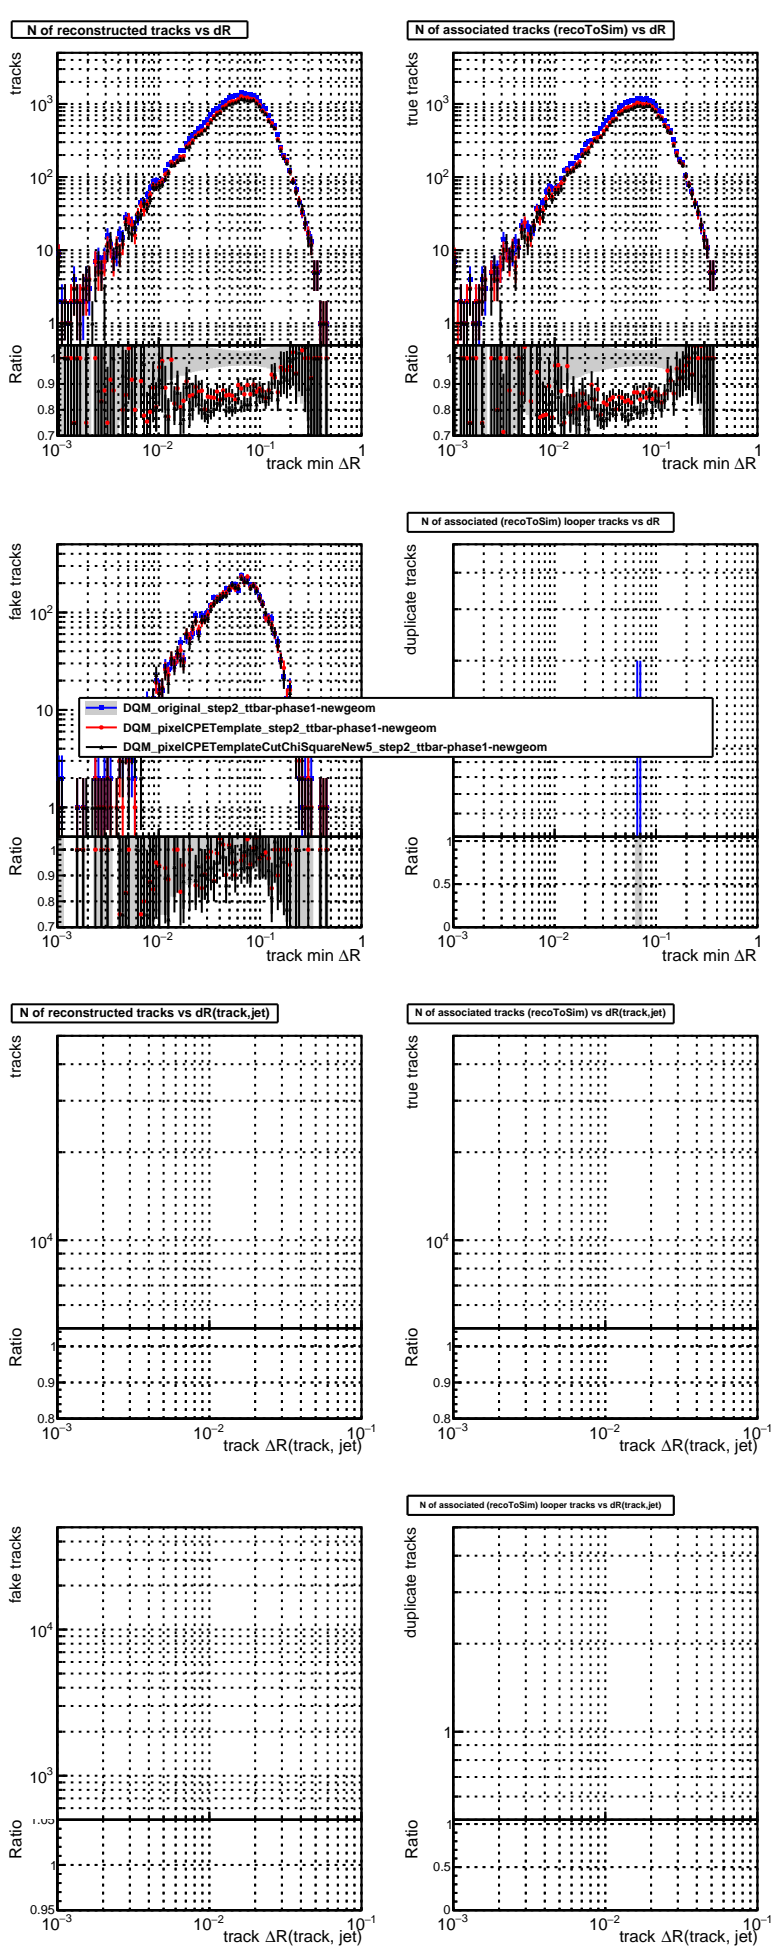 N of reconstructed tracks vs dR
tracks
10³
10²
10
1
Ratio
1
0.9
0.8
0.7
10⁻³ 10⁻² 10⁻¹ 1
track min ΔR
N of associated tracks (recoToSim) vs dR
true tracks
10³
10²
10
1
Ratio
1
0.9
0.8
0.7
10⁻³ 10⁻² 10⁻¹ 1
track min ΔR
fake tracks
10²
10
1
Ratio
1
0.9
0.8
0.7
10⁻³ 10⁻² 10⁻¹ 1
track min ΔR
N of associated (recoToSim) looper tracks vs dR
duplicate tracks
Ratio
1
0.5
0
10⁻³ 10⁻² 10⁻¹ 1
track min ΔR
DQM_original_step2_ttbar-phase1-newgeom
DQM_pixelCPETemplate_step2_ttbar-phase1-newgeom
DQM_pixelCPETemplateCutChiSquareNew5_step2_ttbar-phase1-newgeom
N of reconstructed tracks vs dR(track,jet)
tracks
10⁴
Ratio
1
0.9
0.8
10⁻³ 10⁻² 10⁻¹
track ΔR(track, jet)
N of associated tracks (recoToSim) vs dR(track,jet)
true tracks
10⁴
Ratio
1
0.9
0.8
10⁻³ 10⁻² 10⁻¹
track ΔR(track, jet)
fake tracks
10⁴
10³
Ratio
1.05
1
0.95
10⁻³ 10⁻² 10⁻¹
track ΔR(track, jet)
N of associated (recoToSim) looper tracks vs dR(track,jet)
duplicate tracks
1
Ratio
1
0.5
0
10⁻³ 10⁻² 10⁻¹
track ΔR(track, jet)